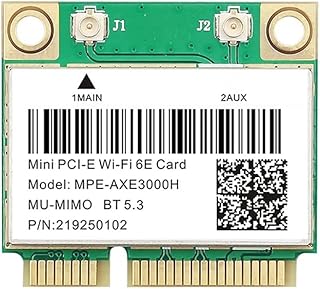 J1 J2
1MAIN 2AUX
Mini PCI-E Wi-Fi 6E Card
Model: MPE-AXE3000H
MU-MIMO BT 5.3
P/N:219250102